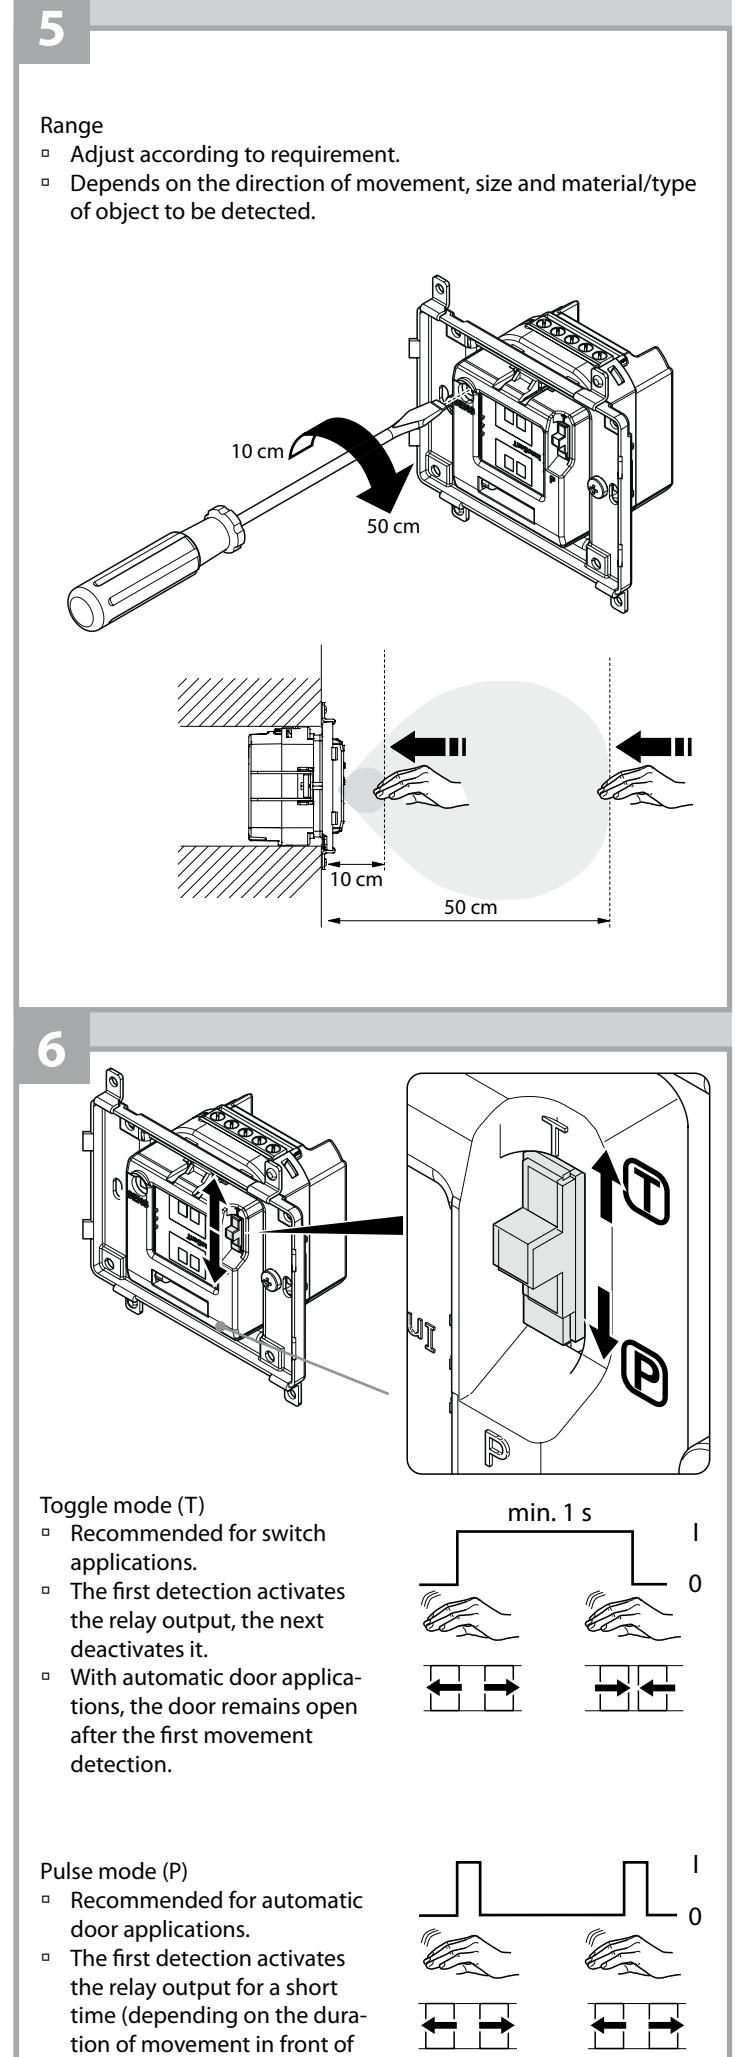 5
Range
▫ Adjust according to requirement.
▫ Depends on the direction of movement, size and material/type
of object to be detected.
10 cm
50 cm
10 cm
50 cm
6
T
T
UI
P
P
Toggle mode (T)
▫ Recommended for switch
applications.
▫ The first detection activates
the relay output, the next
deactivates it.
▫ With automatic door applica-
tions, the door remains open
after the first movement
detection.
min. 1 s
I
0
Pulse mode (P)
▫ Recommended for automatic
door applications.
▫ The first detection activates
the relay output for a short
time (depending on the dura-
tion of movement in front of
I
0